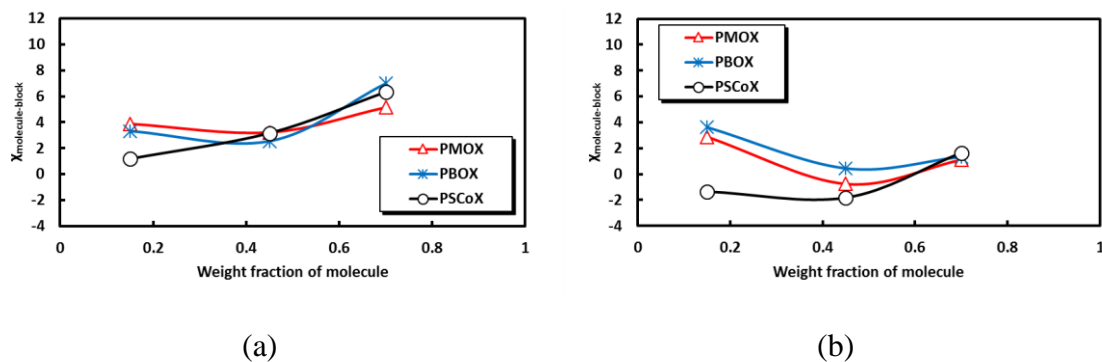 12
10
8
6
4
2
0
-2
-4
χmolecule-block
0
0.2
0.4
0.6
0.8
1
Weight fraction of molecule
PMOX
PBOX
PSCoX
(a)
12
10
8
6
4
2
0
-2
-4
χmolecule-block
0
0.2
0.4
0.6
0.8
1
Weight fraction of molecule
PMOX
PBOX
PSCoX
(b)